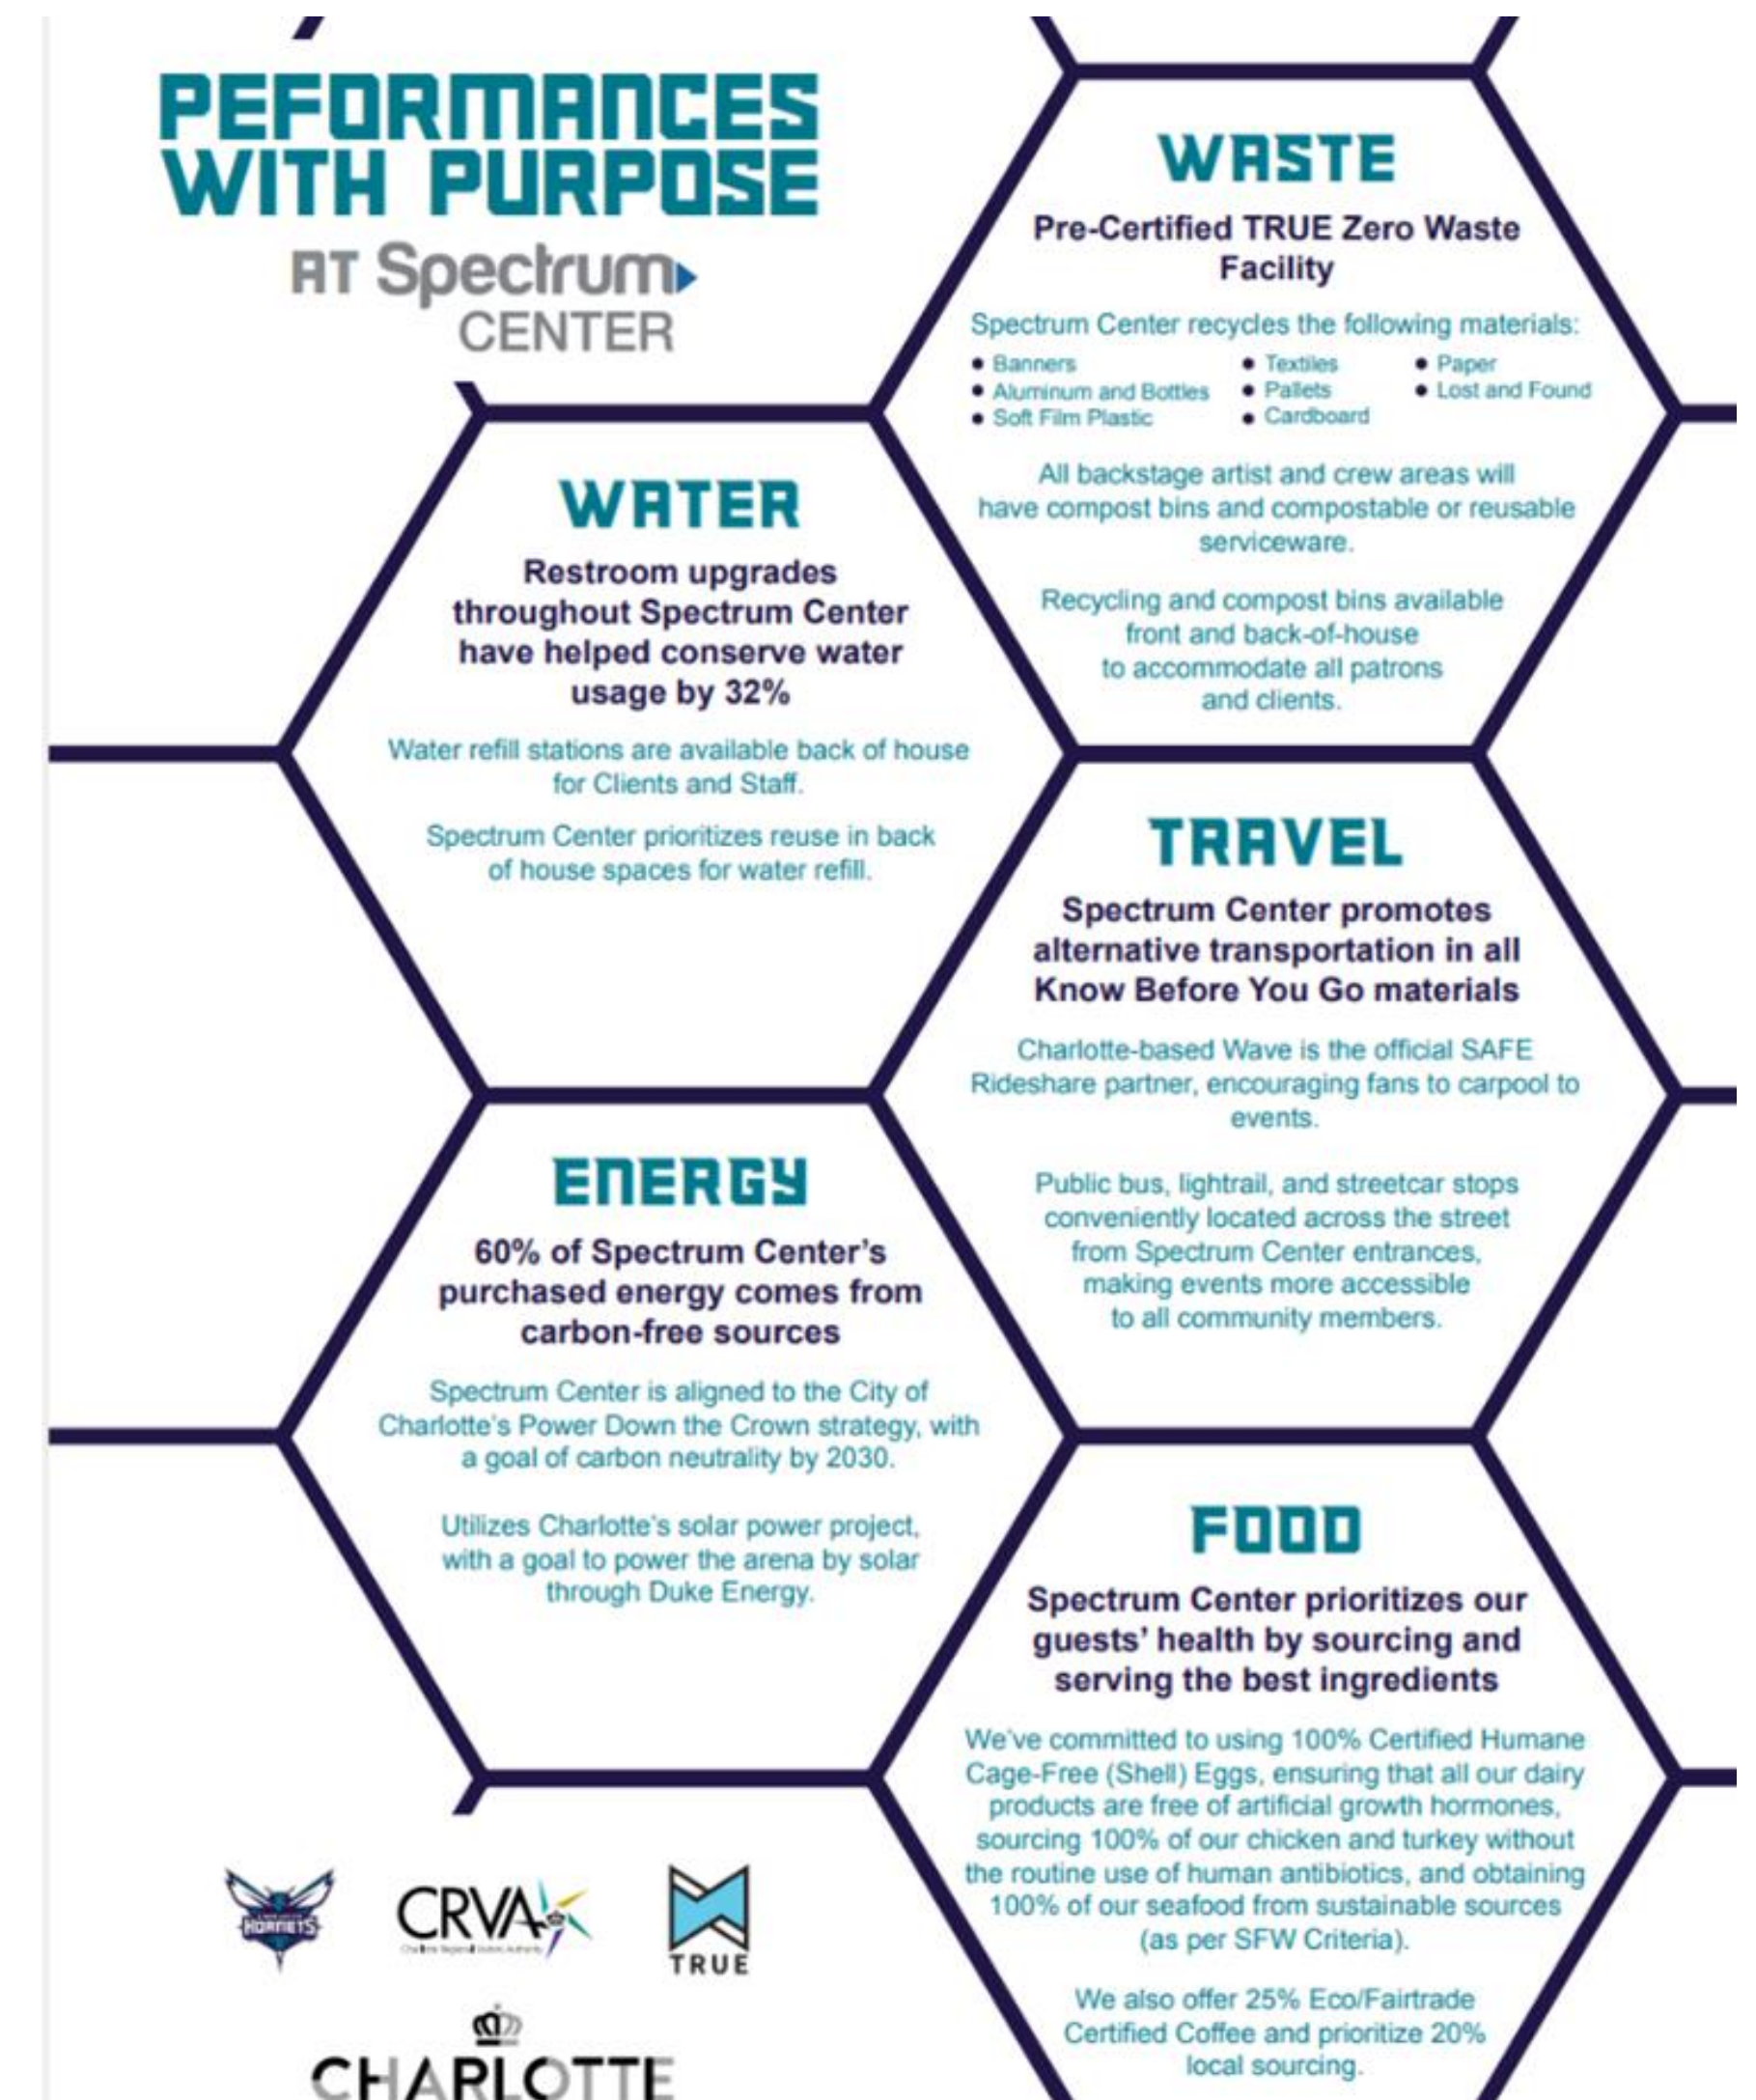 PEFORMANCES
WITH PURPOSE
AT Spectrum
CENTER
WASTE
Pre-Certified TRUE Zero Waste
Facility
Spectrum Center recycles the following materials:
• Banners
• Aluminum and Bottles
• Soft Film Plastic
• Textiles
• Pallets
• Cardboard
• Paper
• Lost and Found
All backstage artist and crew areas will
have compost bins and compostable or reusable
serviceware.
Recycling and compost bins available
front and back-of-house
to accommodate all patrons
and clients.
WATER
Restroom upgrades
throughout Spectrum Center
have helped conserve water
usage by 32%
Water refill stations are available back of house
for Clients and Staff.
Spectrum Center prioritizes reuse in back
of house spaces for water refill.
TRAVEL
Spectrum Center promotes
alternative transportation in all
Know Before You Go materials
Charlotte-based Wave is the official SAFE
Rideshare partner, encouraging fans to carpool to
events.
Public bus, lightrail, and streetcar stops
conveniently located across the street
from Spectrum Center entrances,
making events more accessible
to all community members.
ENERGY
60% of Spectrum Center's
purchased energy comes from
carbon-free sources
Spectrum Center is aligned to the City of
Charlotte's Power Down the Crown strategy, with
a goal of carbon neutrality by 2030.
Utilizes Charlotte's solar power project,
with a goal to power the arena by solar
through Duke Energy.
FOOD
Spectrum Center prioritizes our
guests' health by sourcing and
serving the best ingredients
We've committed to using 100% Certified Humane
Cage-Free (Shell) Eggs, ensuring that all our dairy
products are free of artificial growth hormones,
sourcing 100% of our chicken and turkey without
the routine use of human antibiotics, and obtaining
100% of our seafood from sustainable sources
(as per SFW Criteria).
We also offer 25% Eco/Fairtrade
Certified Coffee and prioritize 20%
local sourcing.
HORNETS
CRVA
TRUE
CHARLOTTE